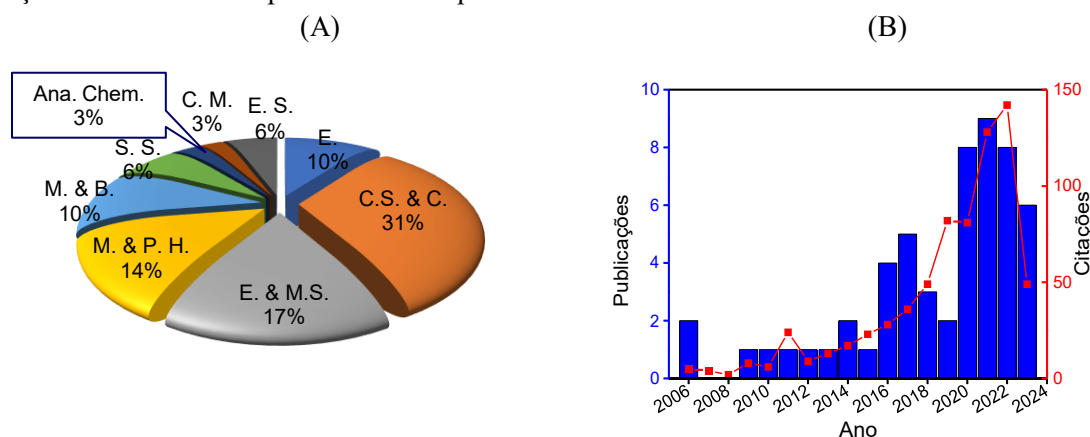 (A)
(B)
Ana. Chem.
3%
C. M.
3%
E. S.
6%
E.
10%
S. S.
6%
M. & B.
10%
C.S. & C.
31%
M. & P. H.
14%
E. & M.S.
17%
Publicações
10
8
6
4
2
0
150
100
50
0
Citações
2006
2008
2010
2012
2014
2016
2018
2020
2022
2024
Ano